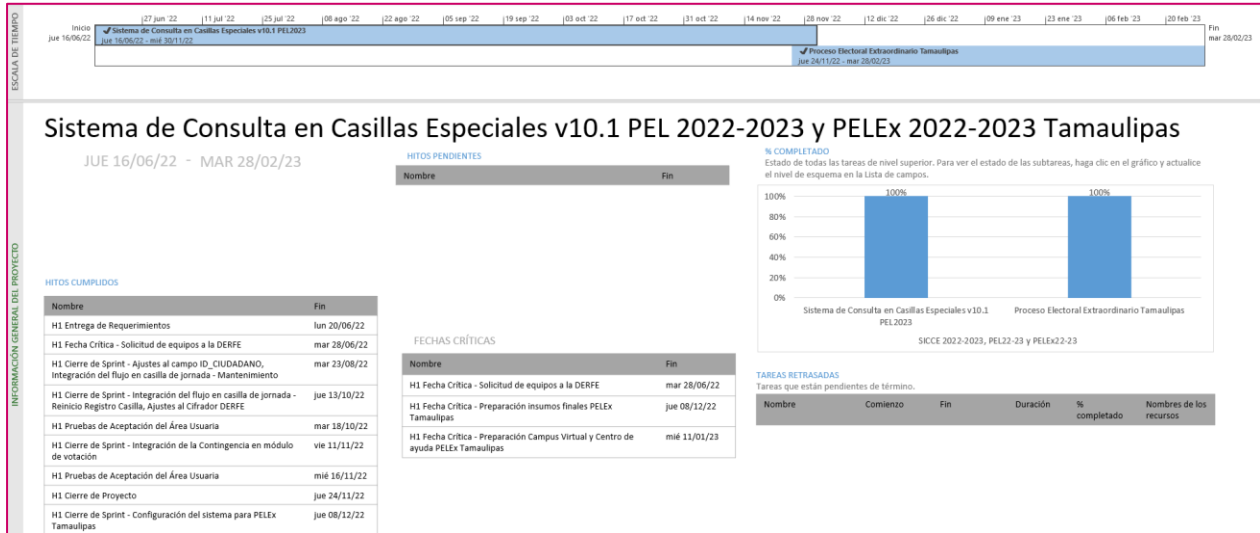 ESCALA DE TIEMPO
Inicio
jue 16/06/22
|27 jun '22 |11 jul '22 |25 jul '22 |08 ago '22 |22 ago '22 |05 sep '22 |19 sep '22 |03 oct '22 |17 oct '22 |31 oct '22 |14 nov '22 |28 nov '22 |12 dic '22 |26 dic '22 |09 ene '23 |23 ene '23 |06 feb '23 |20 feb '23
Sistema de Consulta en Casillas Especiales v10.1 PEL2023
jue 16/06/22 - mié 30/11/22
Proceso Electoral Extraordinario Tamaulipas
jue 24/11/22 - mar 28/02/23
Fin
mar 28/02/23
INFORMACIÓN GENERAL DEL PROYECTO
Sistema de Consulta en Casillas Especiales v10.1 PEL 2022-2023 y PELEx 2022-2023 Tamaulipas
JUE 16/06/22 - MAR 28/02/23
HITOS CUMPLIDOS
Nombre Fin
H1 Entrega de Requerimientos lun 20/06/22
H1 Fecha Crítica - Solicitud de equipos a la DERFE mar 28/06/22
H1 Cierre de Sprint - Ajustes al campo ID_CIUDADANO, mar 23/08/22
Integración del flujo en casilla de jornada - Mantenimiento
H1 Cierre de Sprint - Integración del flujo en casilla de jornada - jue 13/10/22
Reinicio Registro Casilla, Ajustes al Cifrador DERFE
H1 Pruebas de Aceptación del Área Usuaria mar 18/10/22
H1 Cierre de Sprint - Integración de la Contingencia en módulo vie 11/11/22
de votación
H1 Pruebas de Aceptación del Área Usuaria mié 16/11/22
H1 Cierre de Proyecto jue 24/11/22
H1 Cierre de Sprint - Configuración del sistema para PELEx jue 08/12/22
Tamaulipas
HITOS PENDIENTES
Nombre Fin
FECHAS CRÍTICAS
Nombre Fin
H1 Fecha Crítica - Solicitud de equipos a la DERFE mar 28/06/22
H1 Fecha Crítica - Preparación insumos finales PELEx jue 08/12/22
Tamaulipas
H1 Fecha Crítica - Preparación Campus Virtual y Centro de mié 11/01/23
ayuda PELEx Tamaulipas
% COMPLETADO
Estado de todas las tareas de nivel superior. Para ver el estado de las subtareas, haga clic en el gráfico y actualice
el nivel de esquema en la Lista de campos.
100% 100%
100%
80%
60%
40%
20%
0%
Sistema de Consulta en Casillas Especiales v10.1 Proceso Electoral Extraordinario Tamaulipas
PEL2023
SICCE 2022-2023, PEL22-23 y PELEx22-23
TAREAS RETRASADAS
Tareas que están pendientes de término.
Nombre Comienzo Fin Duración % Nombres de los
completado recursos